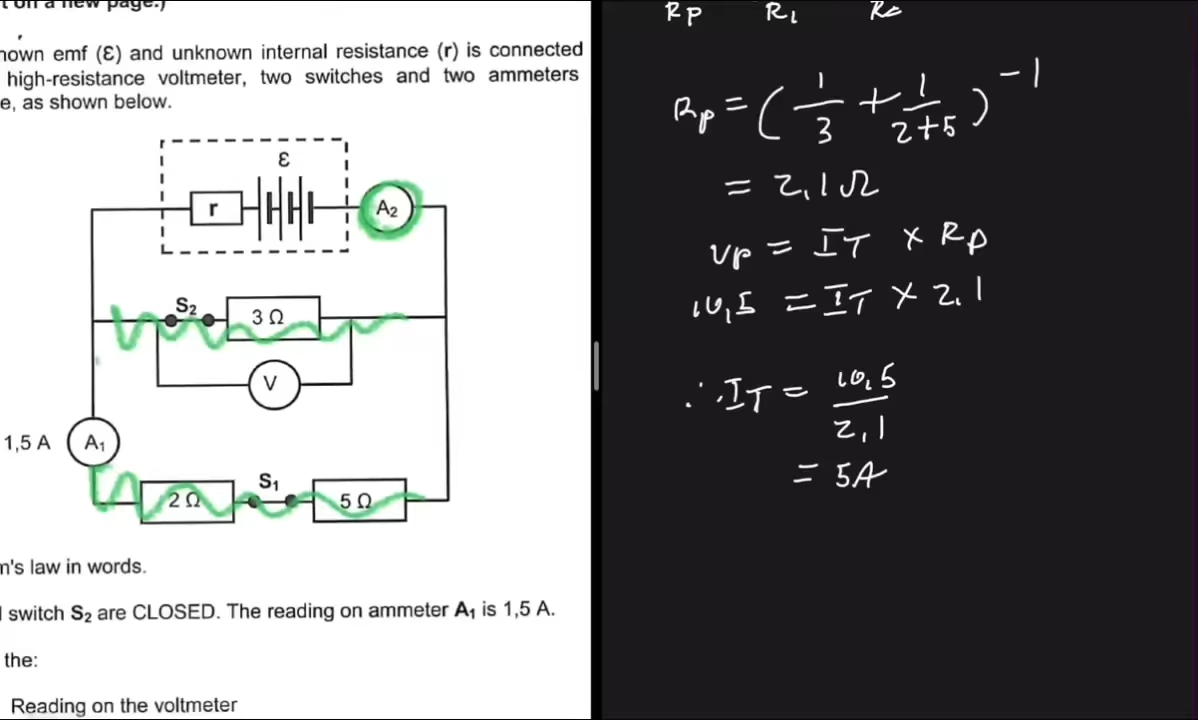 on a new page.)
nown emf (Ɛ) and unknown internal resistance (r) is connected
high-resistance voltmeter, two switches and two ammeters
e, as shown below.
Ɛ
r
A₂
S₂
3 Ω
V
1,5 A
A₁
2 Ω
S₁
5 Ω
n's law in words.
switch S₂ are CLOSED. The reading on ammeter A₁ is 1,5 A.
the:
Reading on the voltmeter
Rp R1
Rp = (1/3 + 1/2+5)⁻¹
= 2,1 Ω
Vp = IT × Rp
10,5 = IT × 2,1
∴ IT = 10,5/2,1
= 5A